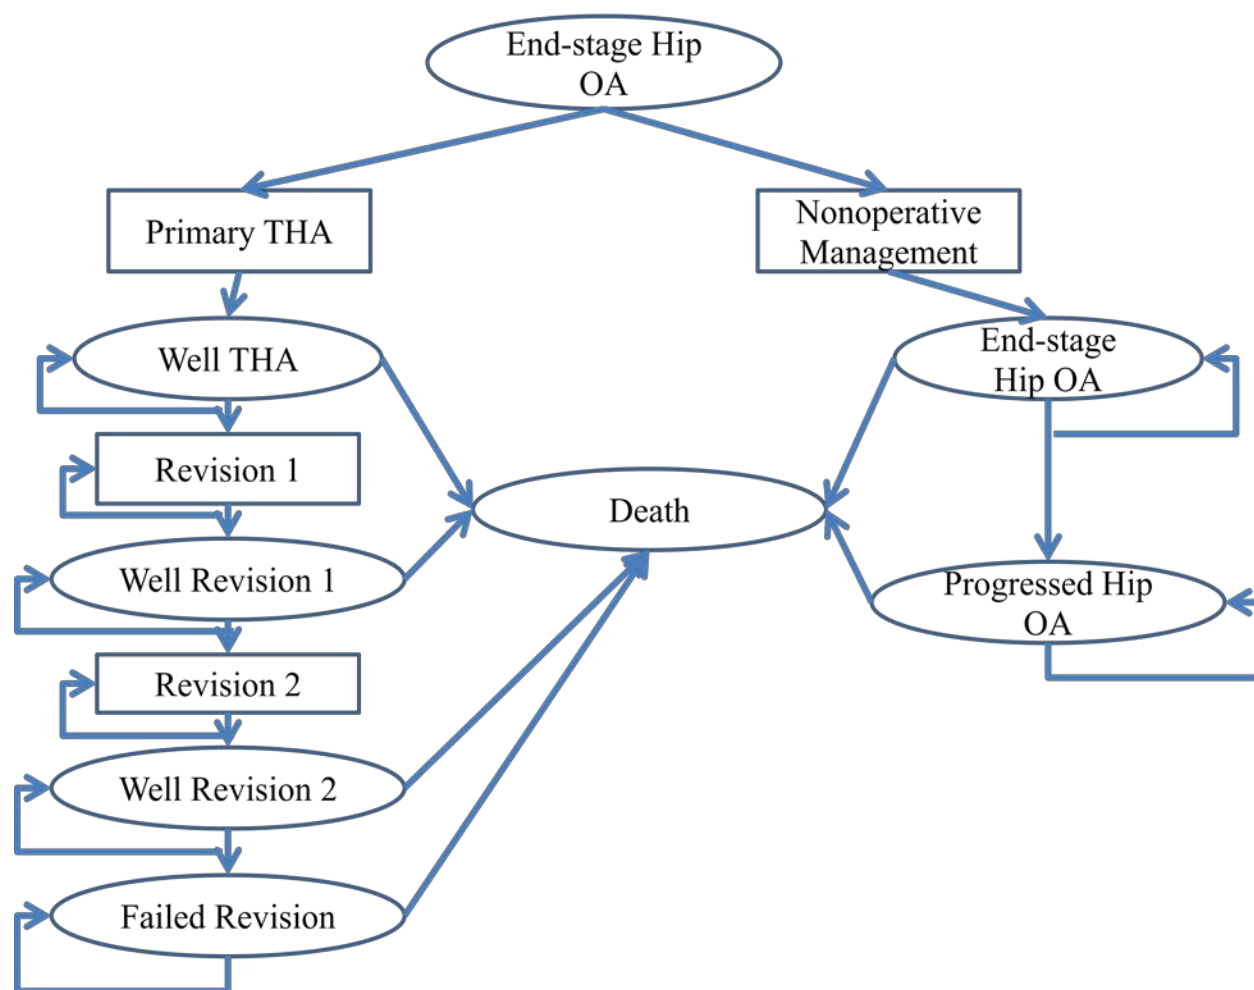 End-stage Hip
OA
Primary THA
Nonoperative
Management
Well THA
End-stage
Hip OA
Revision 1
Death
Well Revision 1
Progressed Hip
OA
Revision 2
Well Revision 2
Failed Revision